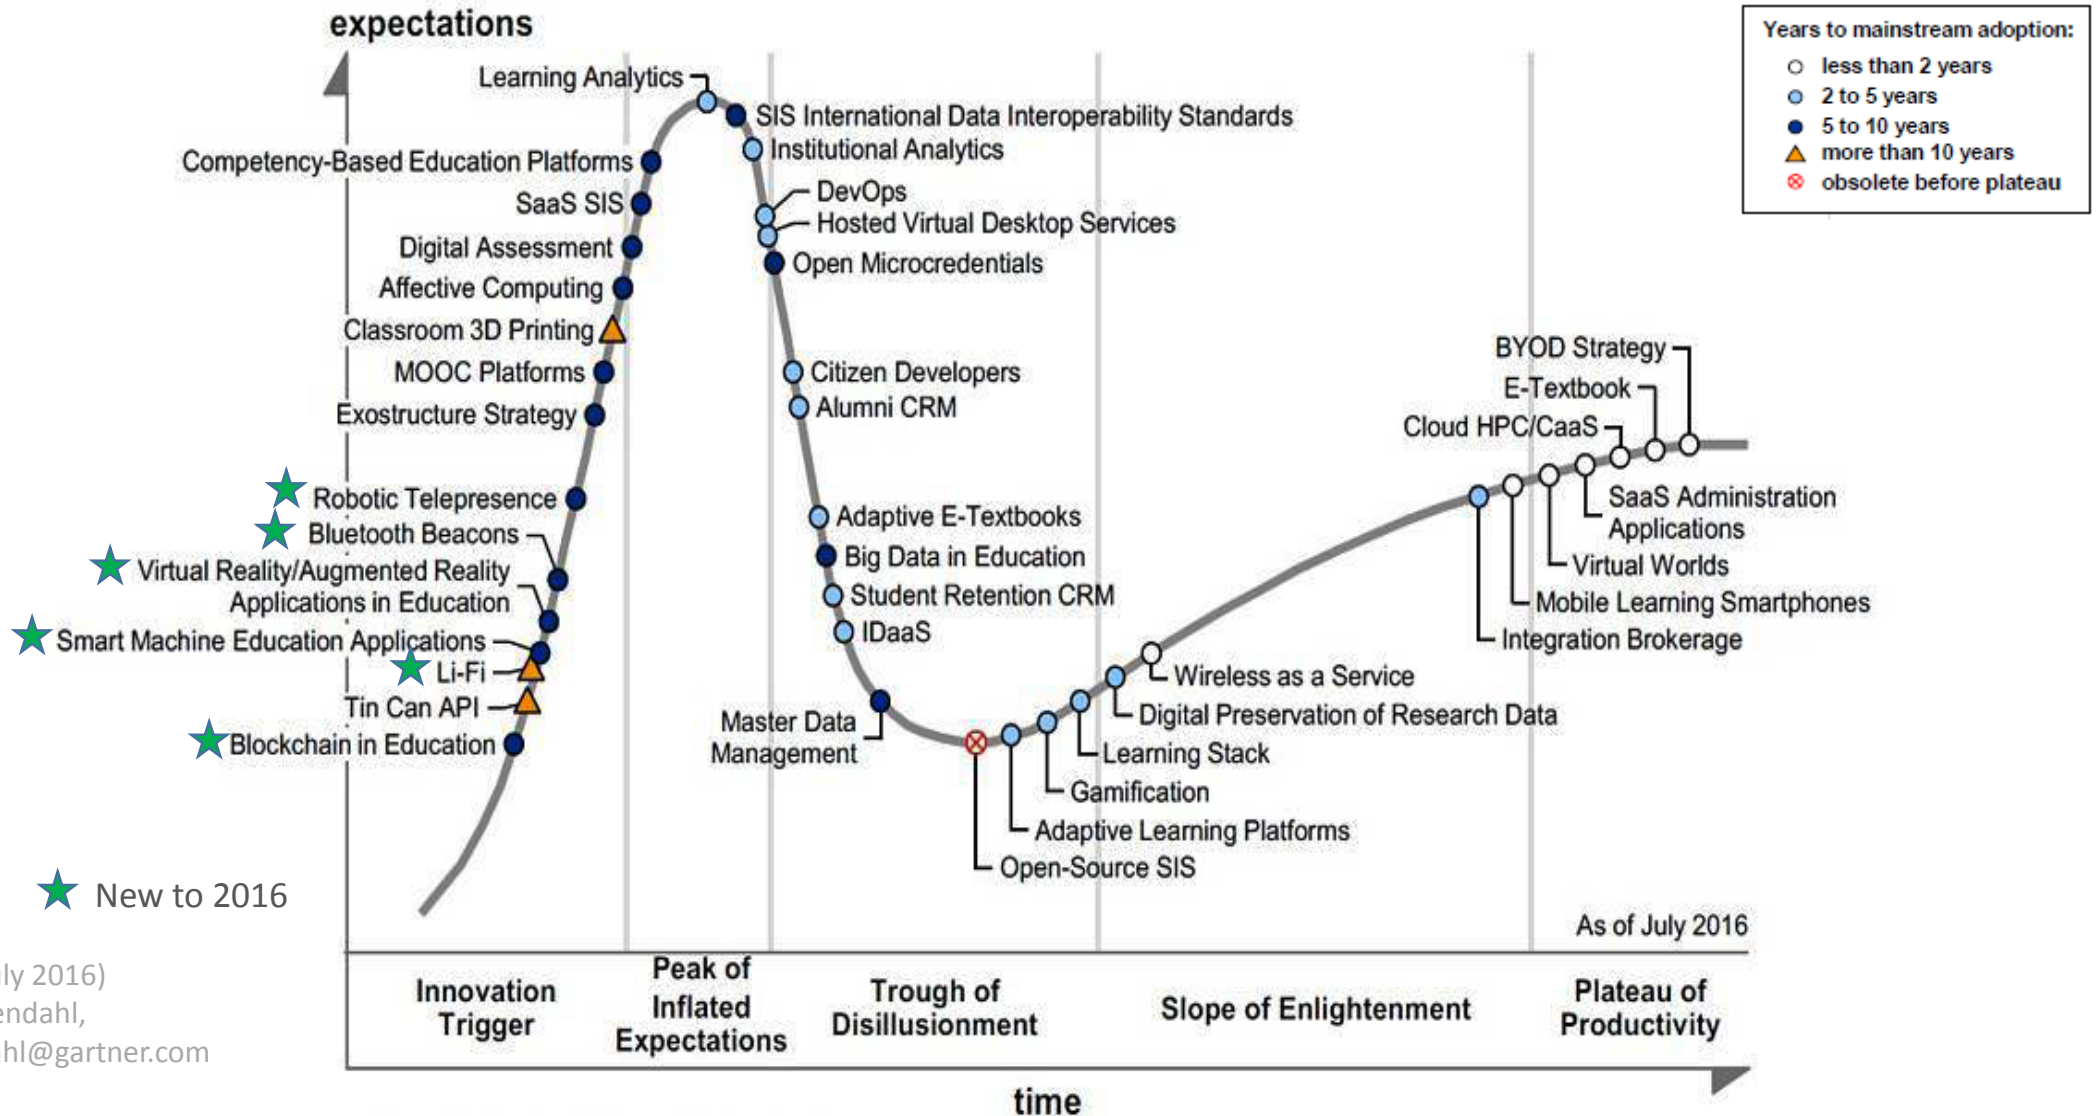 expectations
Years to mainstream adoption:
less than 2 years
2 to 5 years
5 to 10 years
more than 10 years
obsolete before plateau
Learning Analytics
SIS International Data Interoperability Standards
Institutional Analytics
Competency-Based Education Platforms
DevOps
SaaS SIS
Hosted Virtual Desktop Services
Digital Assessment
Open Microcredentials
Affective Computing
Classroom 3D Printing
MOOC Platforms
Citizen Developers
Exostructure Strategy
Alumni CRM
BYOD Strategy
E-Textbook
Cloud HPC/CaaS
Robotic Telepresence
Bluetooth Beacons
Virtual Reality/Augmented Reality
Applications in Education
Smart Machine Education Applications
Li-Fi
Tin Can API
Blockchain in Education
Adaptive E-Textbooks
Big Data in Education
Student Retention CRM
IDaaS
SaaS Administration
Applications
Virtual Worlds
Mobile Learning Smartphones
Integration Brokerage
Wireless as a Service
Digital Preservation of Research Data
Master Data
Management
Learning Stack
Gamification
Adaptive Learning Platforms
Open-Source SIS
New to 2016
As of July 2016
ly 2016)
endahl,
ahl@gartner.com
Innovation
Trigger
Peak of
Inflated
Expectations
Trough of
Disillusionment
Slope of Enlightenment
Plateau of
Productivity
time